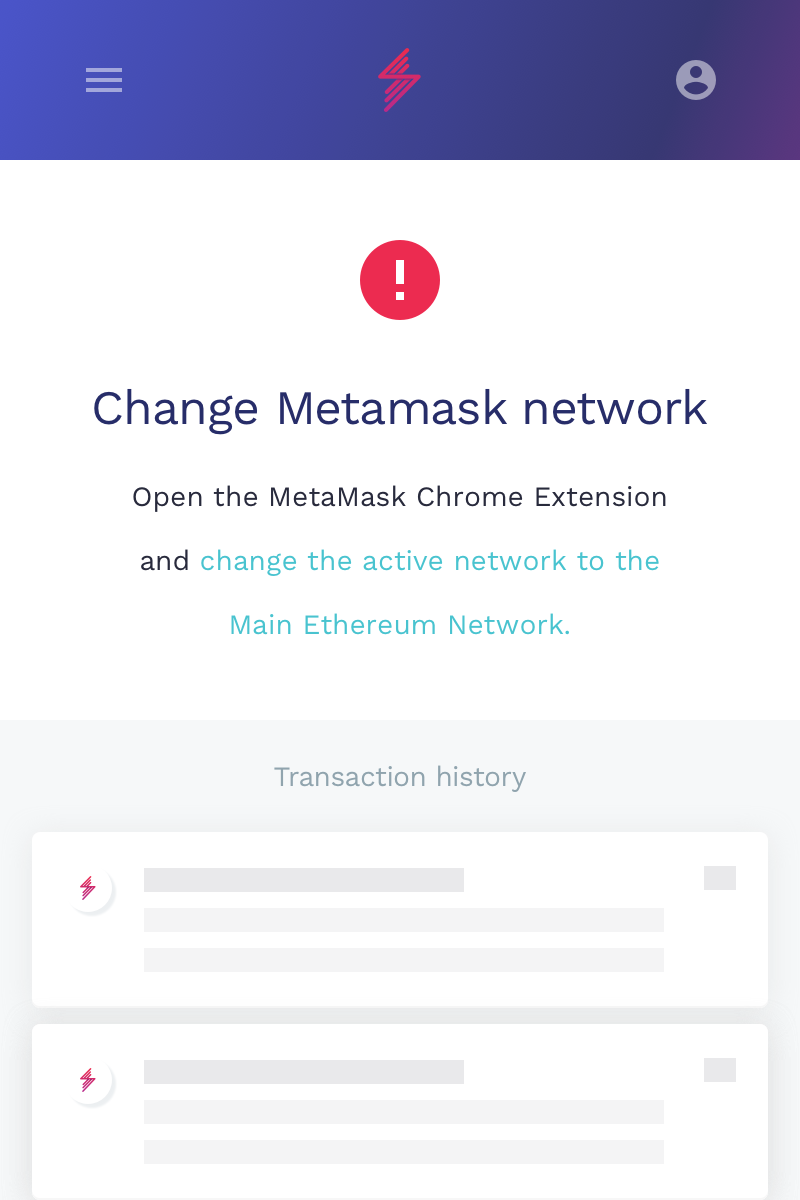 Change Metamask network
Open the MetaMask Chrome Extension
and change the active network to the
Main Ethereum Network.
Transaction history